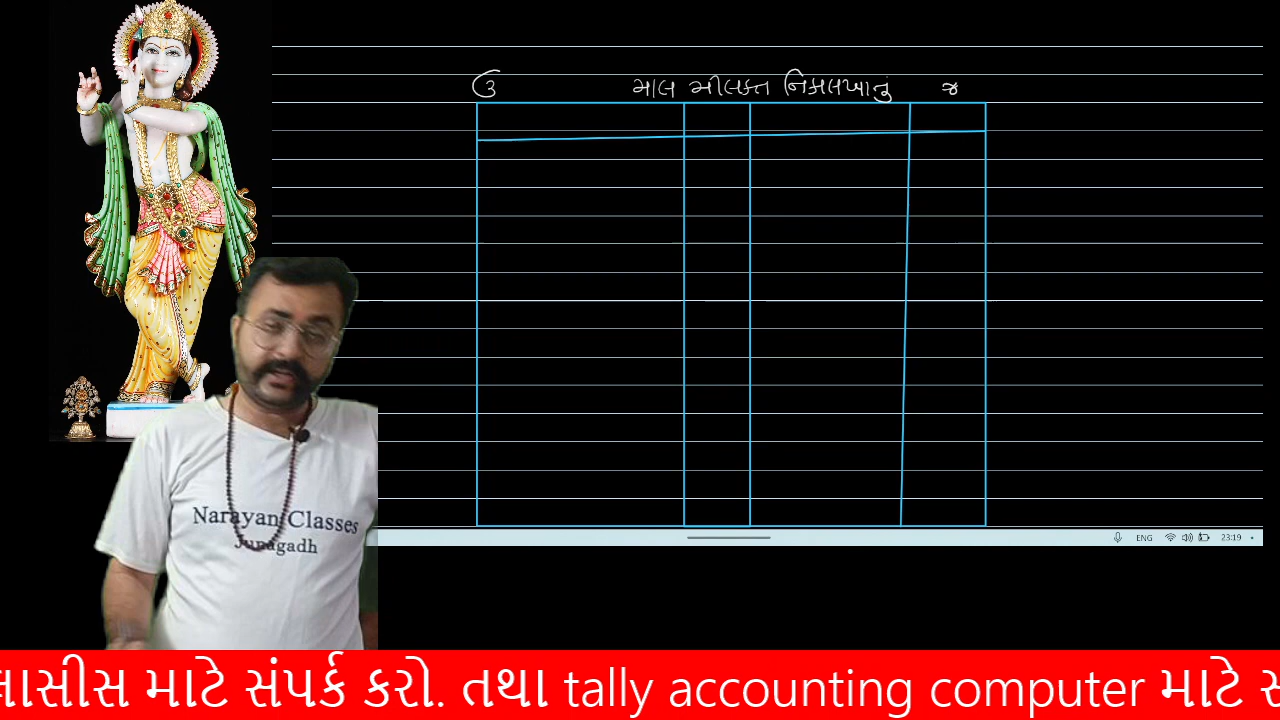 ઉ માલ મીલકત નિકાલખાતું જ
Narayan Classes
Junagadh
ENG 23:19
લાસીસ માટે સંપર્ક કરો. તથા tally accounting computer માટે સ